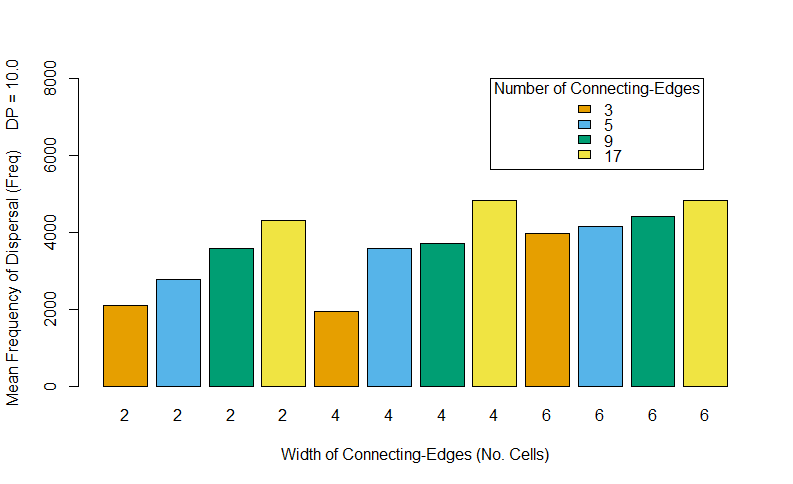 Mean Frequency of Dispersal (Freq) DP = 10.0
8000
6000
4000
2000
0
Number of Connecting-Edges
3
5
9
17
2 2 2 2 4 4 4 4 6 6 6 6
Width of Connecting-Edges (No. Cells)